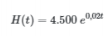 H(t) = 4.500 e^0,02t